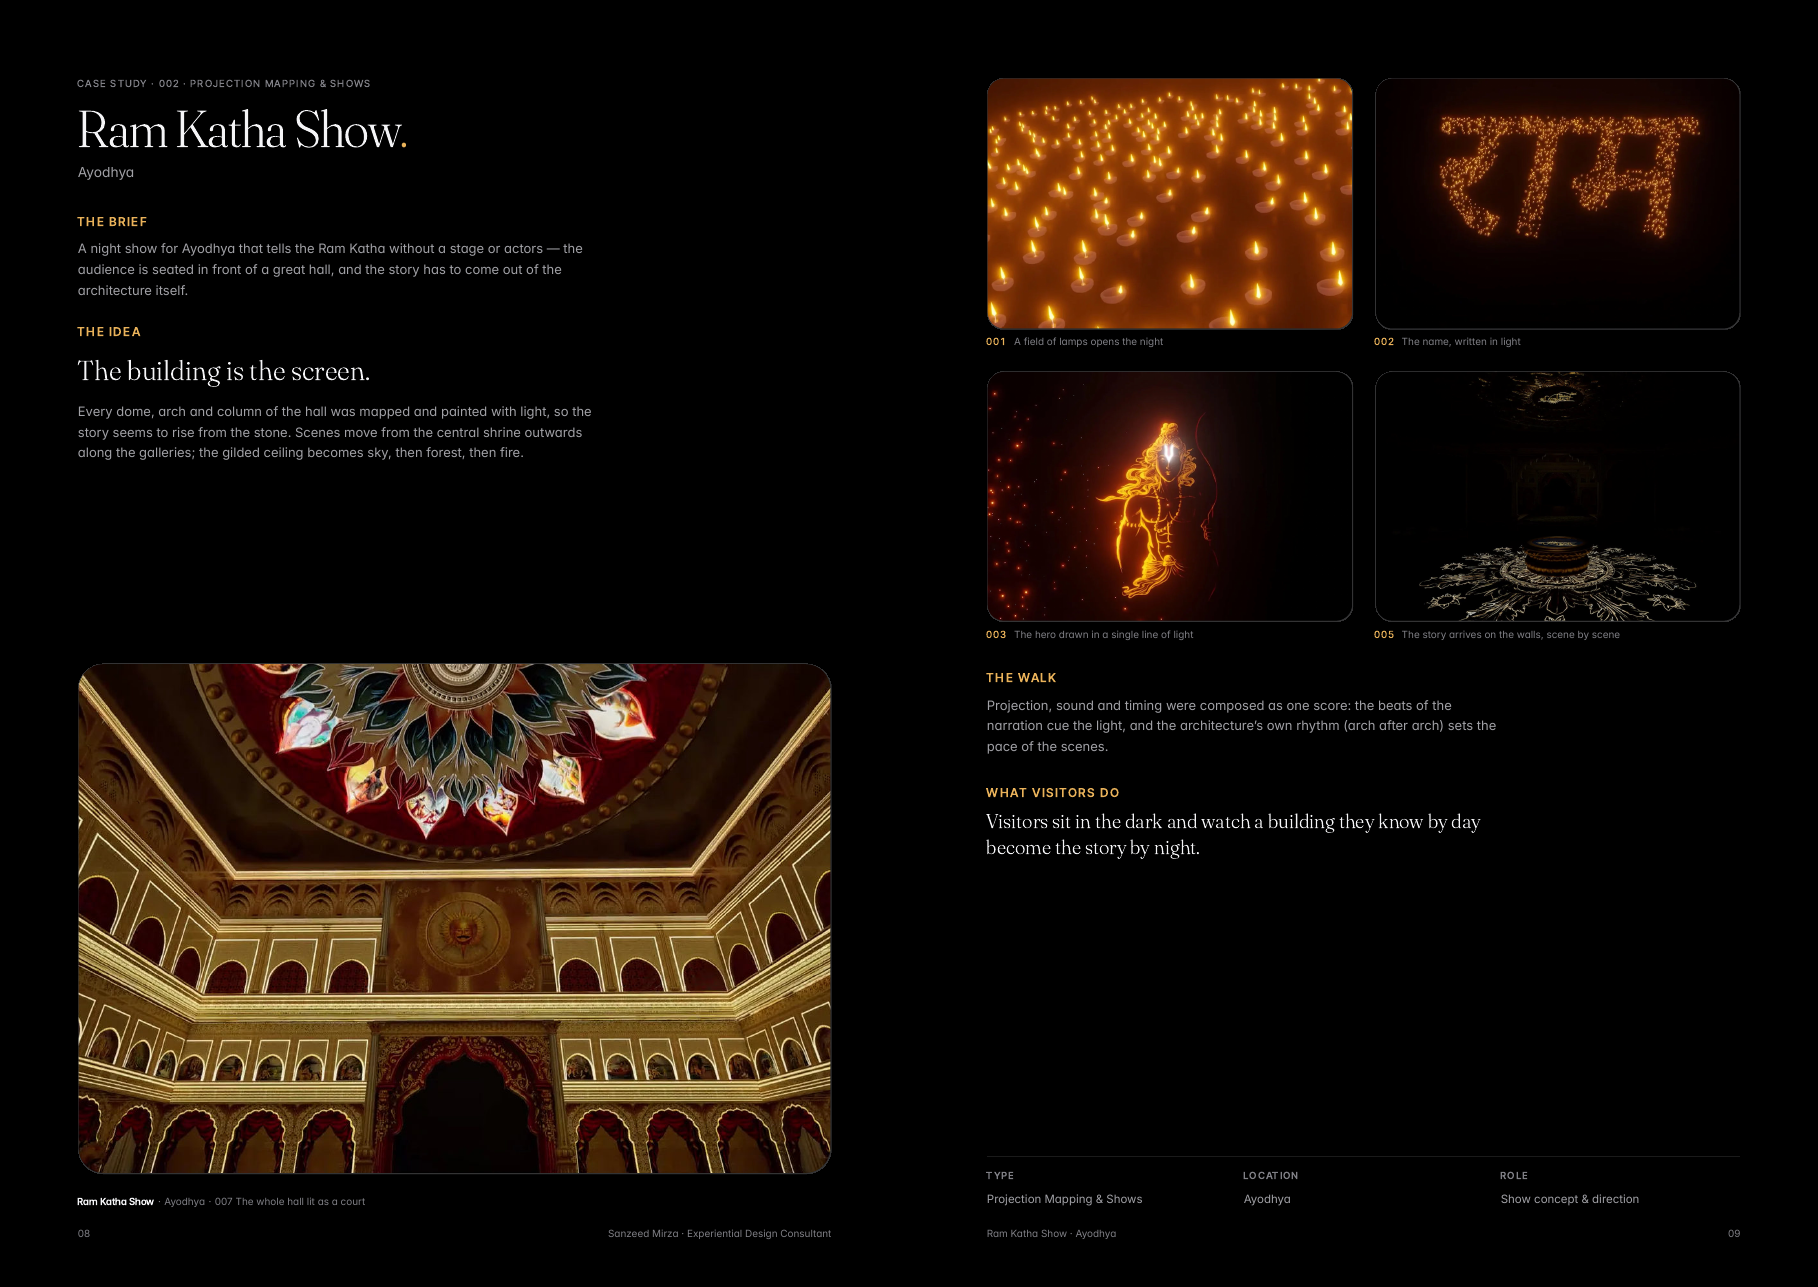 CASE STUDY · 002 · PROJECTION MAPPING & SHOWS
Ram Katha Show.
Ayodhya
THE BRIEF
A night show for Ayodhya that tells the Ram Katha without a stage or actors — the
audience is seated in front of a great hall, and the story has to come out of the
architecture itself.
THE IDEA
The building is the screen.
Every dome, arch and column of the hall was mapped and painted with light, so the
story seems to rise from the stone. Scenes move from the central shrine outwards
along the galleries; the gilded ceiling becomes sky, then forest, then fire.
Ram Katha Show · Ayodhya · 007 The whole hall lit as a court
08
Sanzeed Mirza · Experiential Design Consultant
राम
001 A field of lamps opens the night
002 The name, written in light
003 The hero drawn in a single line of light
005 The story arrives on the walls, scene by scene
THE WALK
Projection, sound and timing were composed as one score: the beats of the
narration cue the light, and the architecture’s own rhythm (arch after arch) sets the
pace of the scenes.
WHAT VISITORS DO
Visitors sit in the dark and watch a building they know by day
become the story by night.
TYPE
Projection Mapping & Shows
LOCATION
Ayodhya
ROLE
Show concept & direction
Ram Katha Show · Ayodhya
09